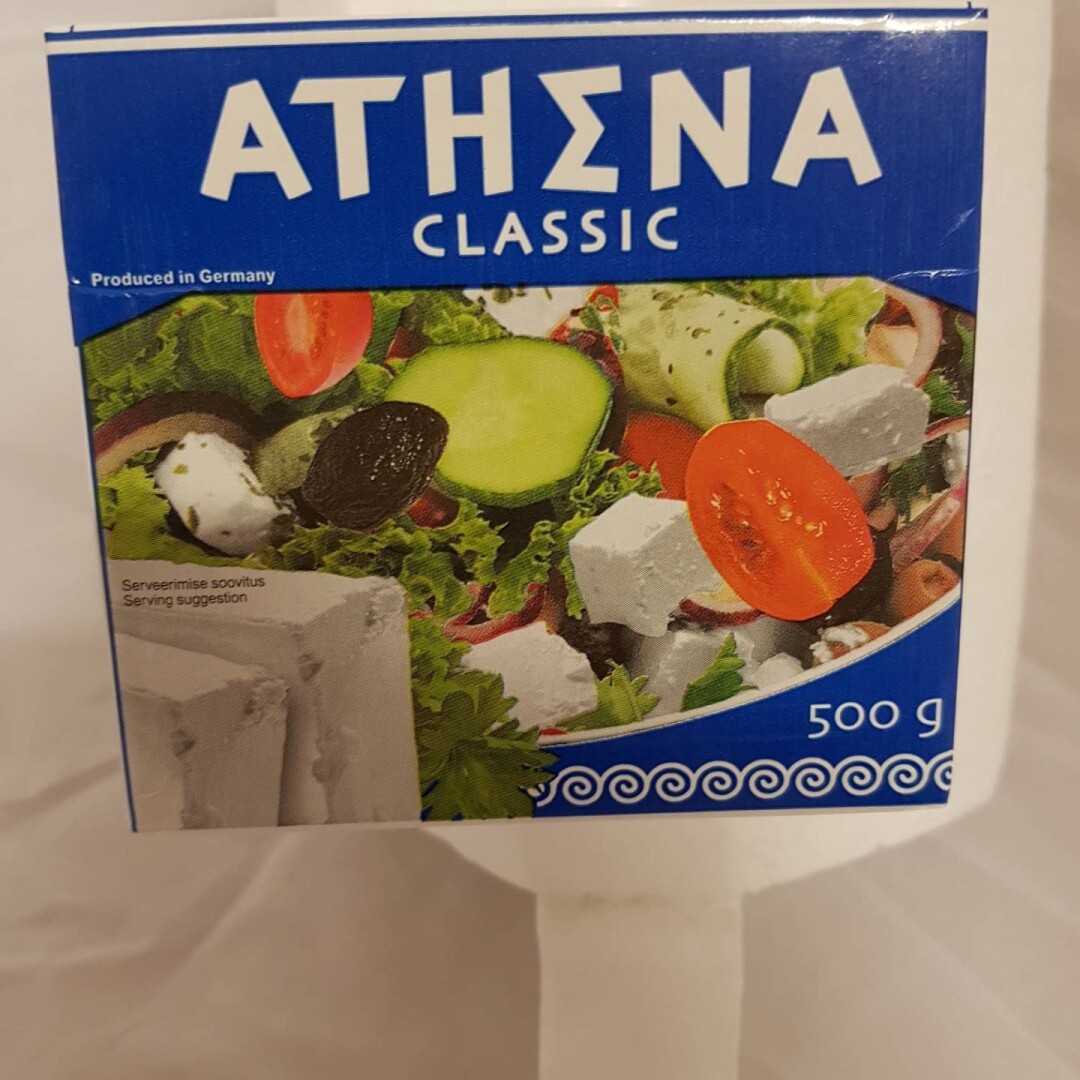 ATHΣNA
CLASSIC
Produced in Germany
Serveerimise soovitus
Serving suggestion
500 g